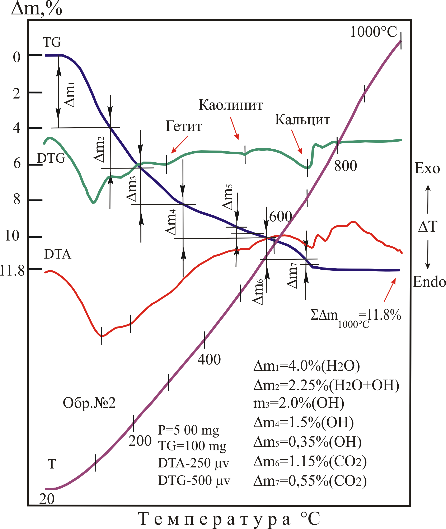 Δm,%
TG
1000°C
0
2
4
6
8
10
11.8
Δm₁
Δm₂
Δm₃
Δm₄
Δm₅
Δm₆
Δm₇
Гетит
Каолинит
Кальцит
DTG
DTA
800
600
400
200
20
T
Exo
ΔT
Endo
ΣΔm1000°C=11.8%
Обр.№2
P=5 00 mg
TG=100 mg
DTA-250 μv
DTG-500 μv
Δm₁=4.0%(H2O)
Δm₂=2.25%(H2O+OH)
m₃=2.0%(OH)
Δm₄=1.5%(OH)
Δm₅=0,35%(OH)
Δm₆=1.15%(CO2)
Δm₇=0,55%(CO2)
Температура °C